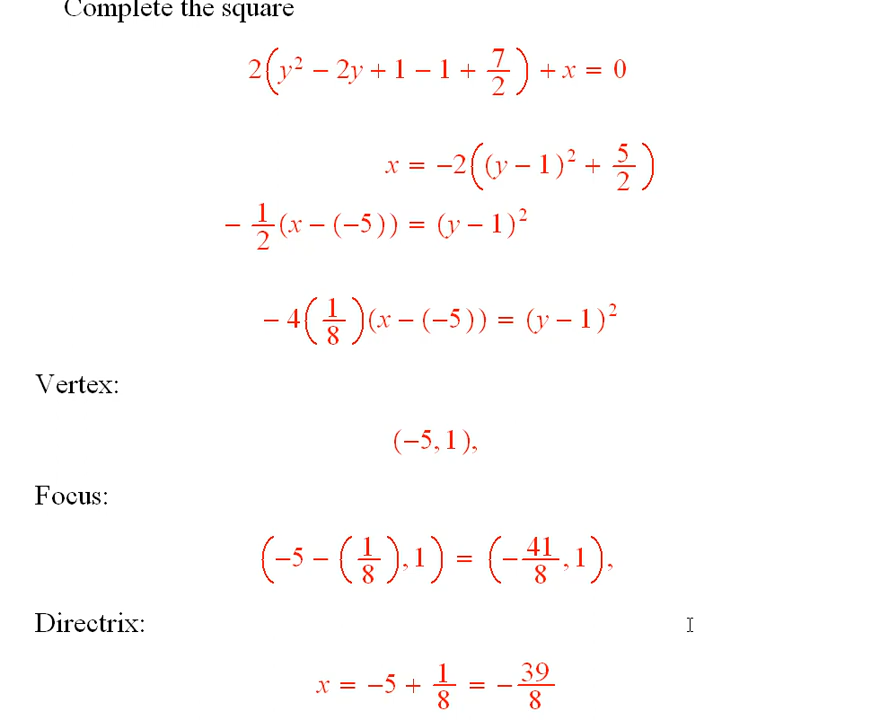 Complete the square
2(y² − 2y + 1 − 1 + 7/2) + x = 0
x = −2((y − 1)² + 5/2)
− 1/2(x − (−5)) = (y − 1)²
− 4(1/8)(x − (−5)) = (y − 1)²
Vertex:
(−5, 1),
Focus:
(−5 − (1/8), 1) = (−41/8, 1),
Directrix:
x = −5 + 1/8 = −39/8